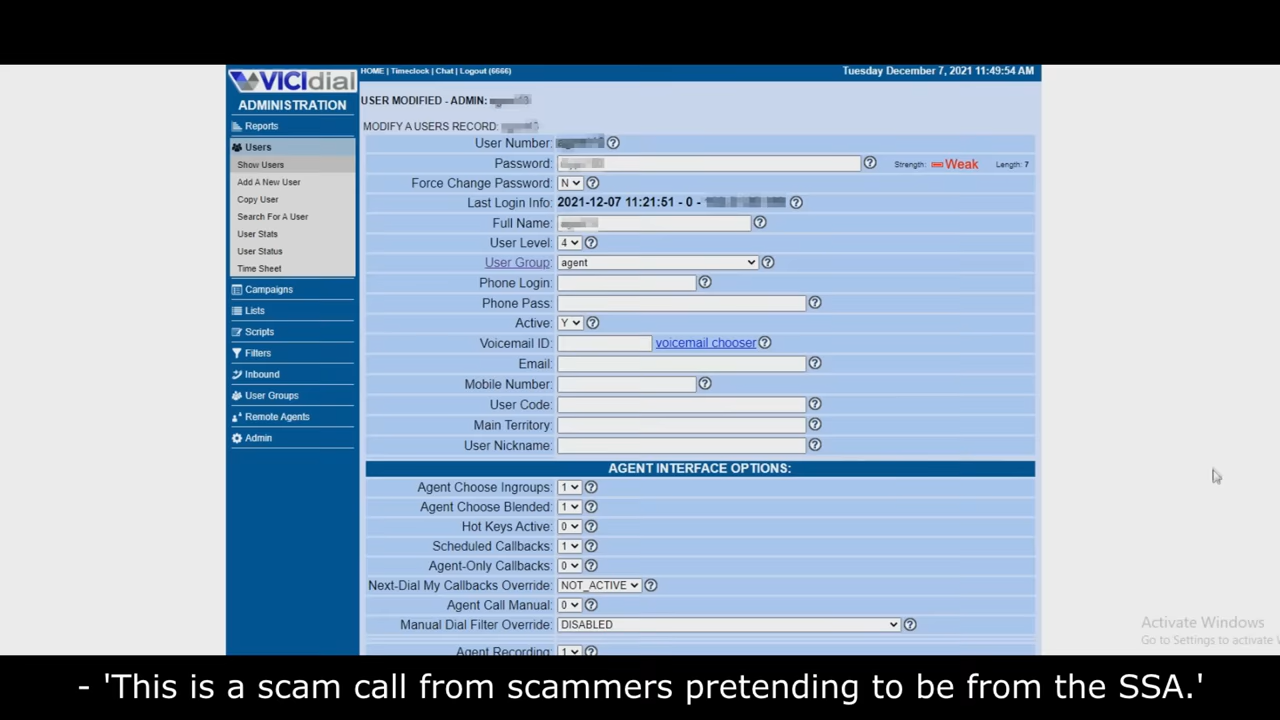 VICIdial
HOME | Timeclock | Chat | Logout (6666)
Tuesday December 7, 2021 11:49:54 AM
ADMINISTRATION
Reports
Users
Show Users
Add A New User
Copy User
Search For A User
User Stats
User Status
Time Sheet
Campaigns
Lists
Scripts
Filters
Inbound
User Groups
Remote Agents
Admin
USER MODIFIED - ADMIN:
MODIFY A USERS RECORD:
User Number:
Password: Strength: Weak Length: 7
Force Change Password: N
Last Login Info: 2021-12-07 11:21:51 - 0 -
Full Name:
User Level: 4
User Group: agent
Phone Login:
Phone Pass:
Active: Y
Voicemail ID: voicemail chooser
Email:
Mobile Number:
User Code:
Main Territory:
User Nickname:
AGENT INTERFACE OPTIONS:
Agent Choose Ingroups: 1
Agent Choose Blended: 1
Hot Keys Active: 0
Scheduled Callbacks: 1
Agent-Only Callbacks: 0
Next-Dial My Callbacks Override: NOT_ACTIVE
Agent Call Manual: 0
Manual Dial Filter Override: DISABLED
Agent Recording: 1
Activate Windows
Go to Settings to activate
- 'This is a scam call from scammers pretending to be from the SSA.'